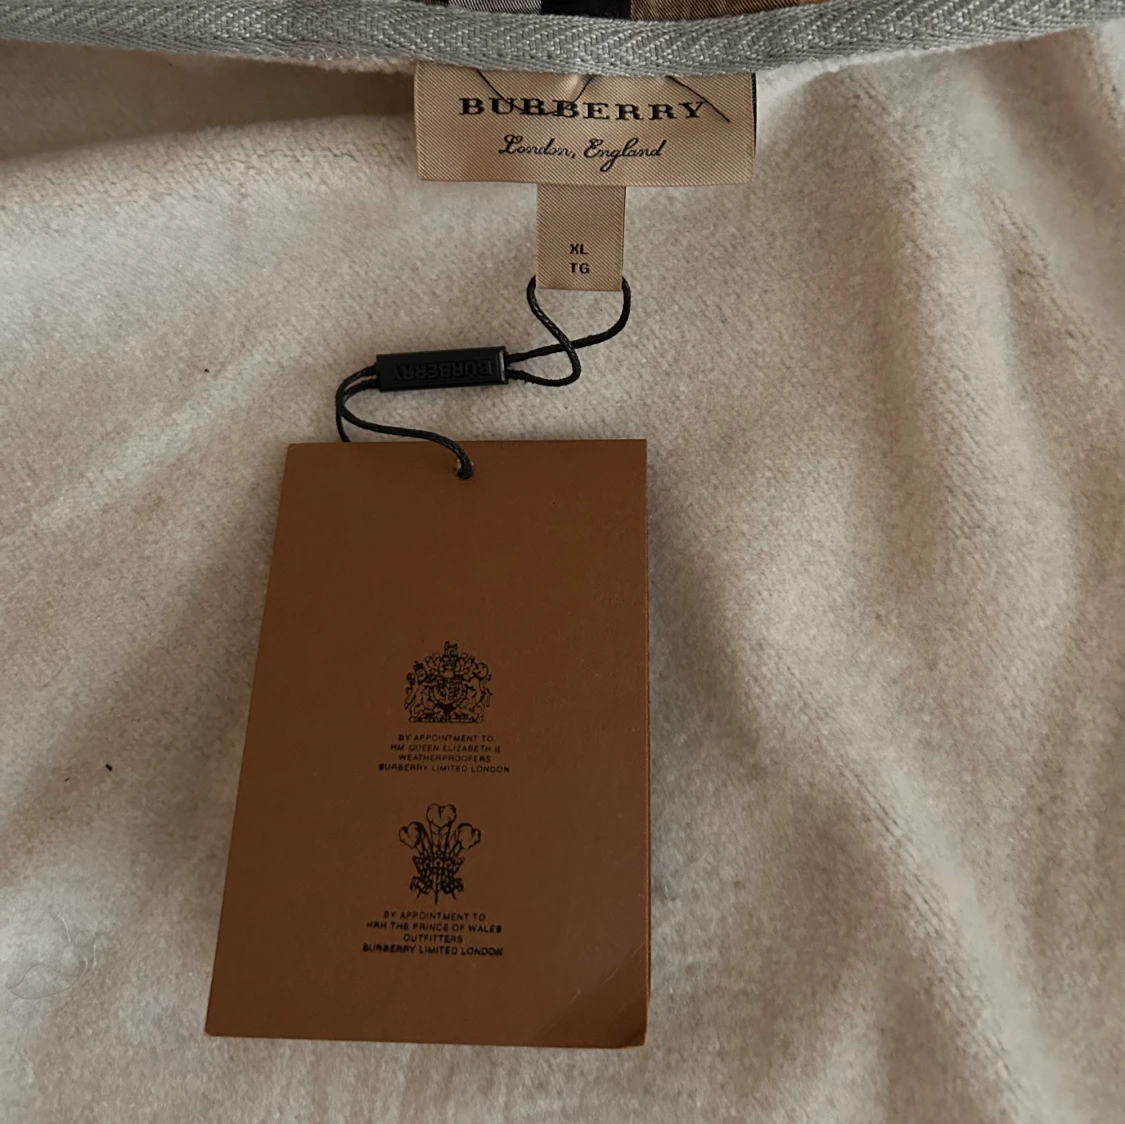 BURBERRY
London, England
XL
TG
BURBERRY
BY APPOINTMENT TO
HM QUEEN ELIZABETH II
WEATHERPROOFERS
BURBERRY LIMITED LONDON
BY APPOINTMENT TO
HRH THE PRINCE OF WALES
OUTFITTERS
BURBERRY LIMITED LONDON